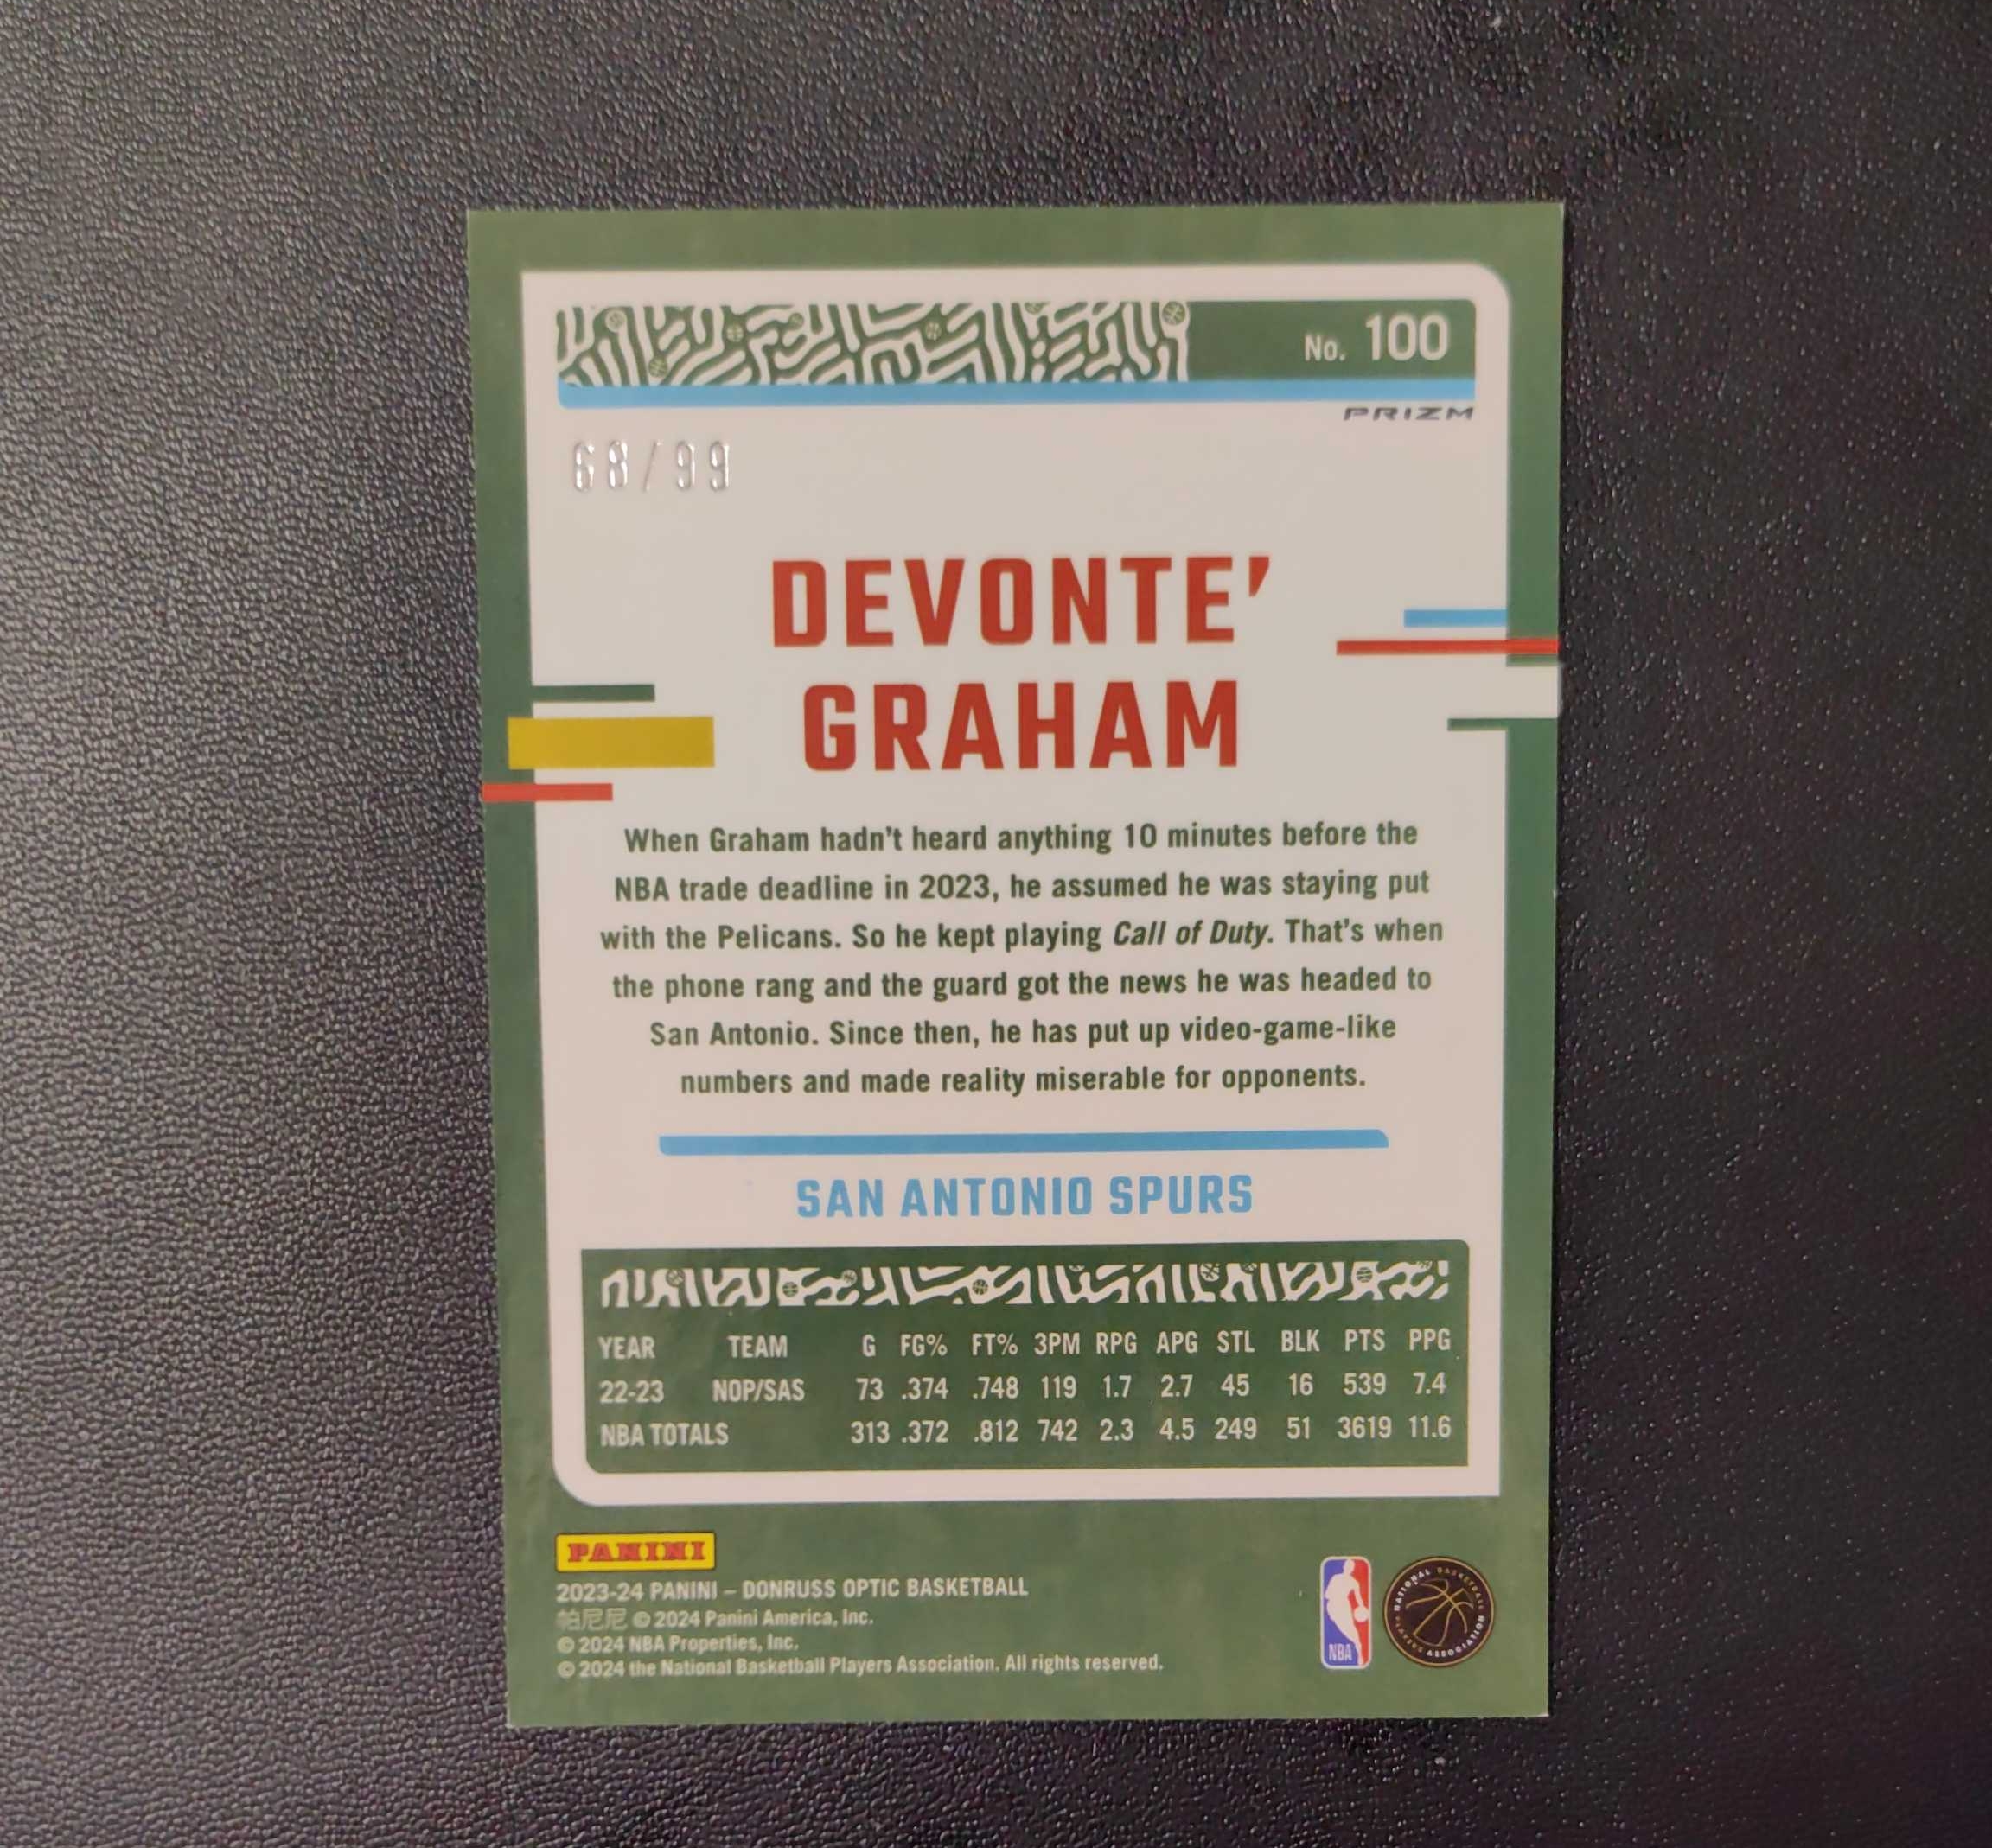 No. 100
PRIZM
68/99
DEVONTE'
GRAHAM
When Graham hadn't heard anything 10 minutes before the
NBA trade deadline in 2023, he assumed he was staying put
with the Pelicans. So he kept playing Call of Duty. That's when
the phone rang and the guard got the news he was headed to
San Antonio. Since then, he has put up video-game-like
numbers and made reality miserable for opponents.
SAN ANTONIO SPURS
YEAR TEAM G FG% FT% 3PM RPG APG STL BLK PTS PPG
22-23 NOP/SAS 73 .374 .748 119 1.7 2.7 45 16 539 7.4
NBA TOTALS 313 .372 .812 742 2.3 4.5 249 51 3619 11.6
PANINI
2023-24 PANINI – DONRUSS OPTIC BASKETBALL
帕尼尼 © 2024 Panini America, Inc.
© 2024 NBA Properties, Inc.
© 2024 the National Basketball Players Association. All rights reserved.
NBA
NATIONAL BASKETBALL PLAYERS ASSOCIATION